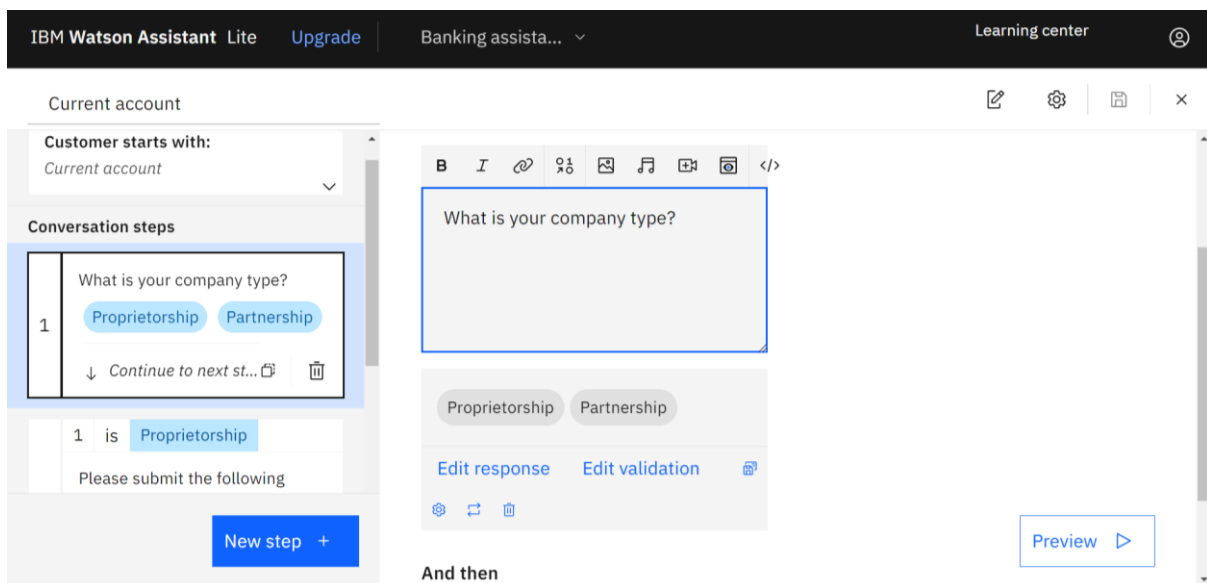 IBM Watson Assistant Lite Upgrade Banking assista... Learning center
Current account
Customer starts with:
Current account
Conversation steps
1
What is your company type?
Proprietorship Partnership
Continue to next st...
1 is Proprietorship
Please submit the following
New step +
B I </>
What is your company type?
Proprietorship Partnership
Edit response Edit validation
And then
Preview